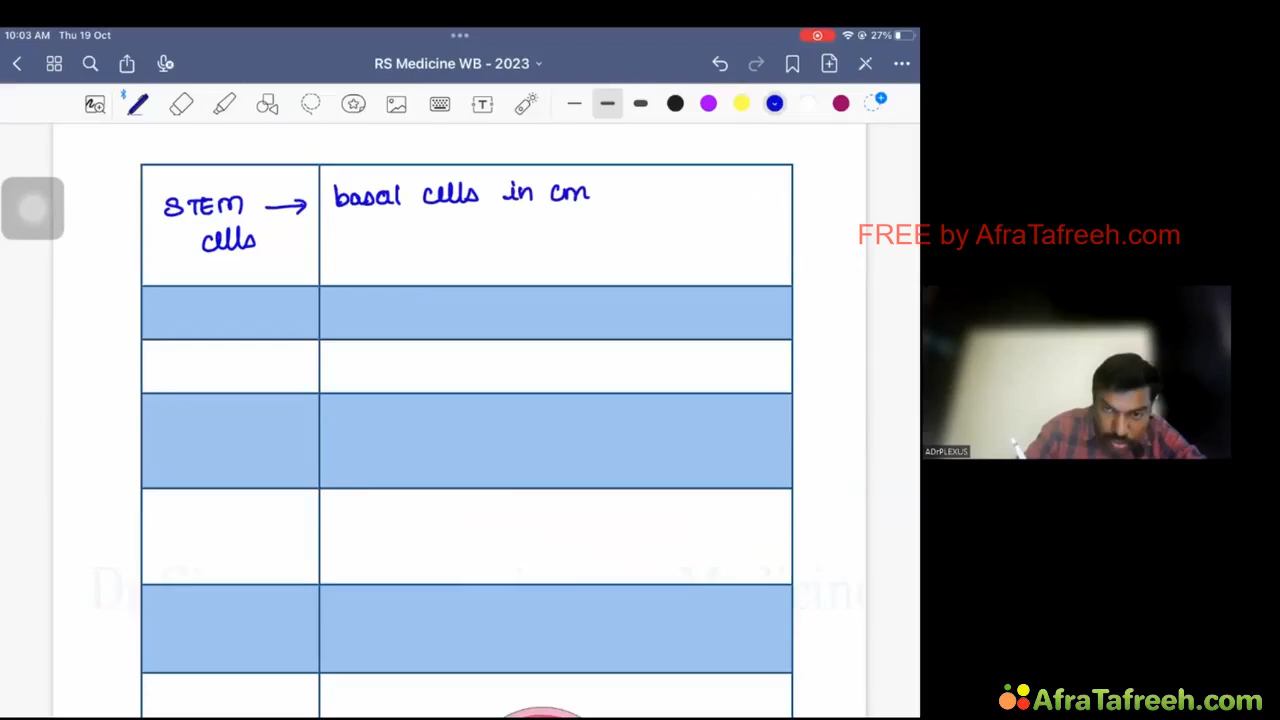 10:03 AM Thu 19 Oct
27%
RS Medicine WB - 2023
STEM → basal cells in cm
cells
FREE by AfraTafreeh.com
ADrPLEXUS
AfraTafreeh.com